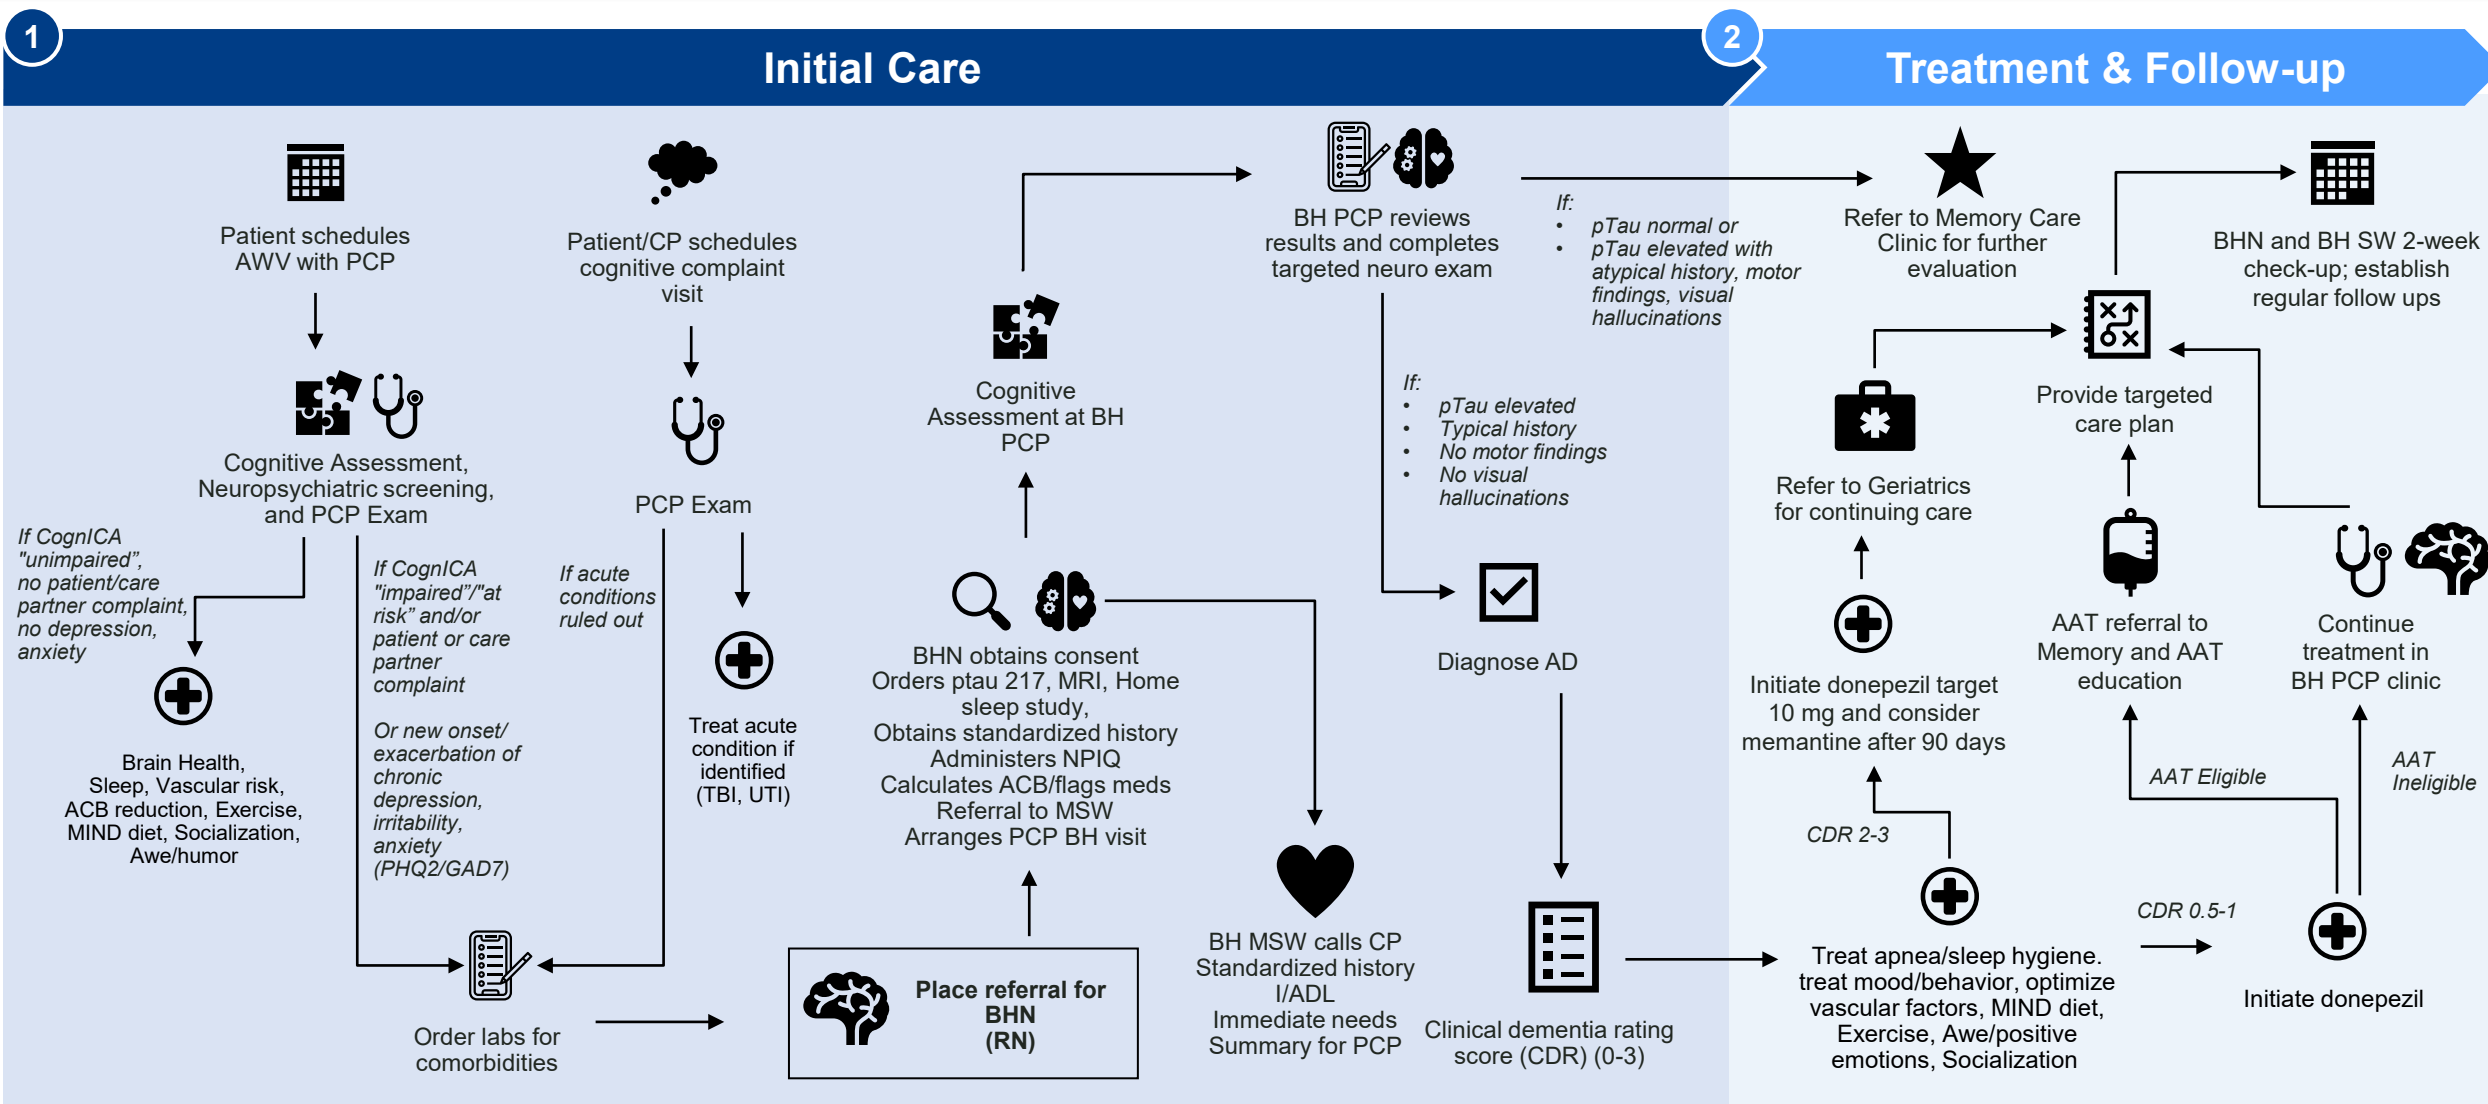 1
Initial Care
2
Treatment & Follow-up
Patient schedules
AWV with PCP
Cognitive Assessment,
Neuropsychiatric screening,
and PCP Exam
If CognICA
"unimpaired”,
no patient/care
partner complaint,
no depression,
anxiety
Brain Health,
Sleep, Vascular risk,
ACB reduction, Exercise,
MIND diet, Socialization,
Awe/humor
If CognICA
"impaired”/"at
risk” and/or
patient or care
partner
complaint
Or new onset/
exacerbation of
chronic
depression,
irritability,
anxiety
(PHQ2/GAD7)
Patient/CP schedules
cognitive complaint
visit
PCP Exam
If acute
conditions
ruled out
Treat acute
condition if
identified
(TBI, UTI)
Order labs for
comorbidities
Place referral for
BHN
(RN)
BHN obtains consent
Orders ptau 217, MRI, Home
sleep study,
Obtains standardized history
Administers NPIQ
Calculates ACB/flags meds
Referral to MSW
Arranges PCP BH visit
Cognitive
Assessment at BH
PCP
BH MSW calls CP
Standardized history
I/ADL
Immediate needs
Summary for PCP
BH PCP reviews
results and completes
targeted neuro exam
If:
• pTau normal or
• pTau elevated with
atypical history, motor
findings, visual
hallucinations
If:
• pTau elevated
• Typical history
• No motor findings
• No visual
hallucinations
Diagnose AD
Clinical dementia rating
score (CDR) (0-3)
Refer to Memory Care
Clinic for further
evaluation
Treat apnea/sleep hygiene.
treat mood/behavior, optimize
vascular factors, MIND diet,
Exercise, Awe/positive
emotions, Socialization
CDR 2-3
Initiate donepezil target
10 mg and consider
memantine after 90 days
Refer to Geriatrics
for continuing care
CDR 0.5-1
Initiate donepezil
AAT Eligible
AAT
Ineligible
AAT referral to
Memory and AAT
education
Continue
treatment in
BH PCP clinic
Provide targeted
care plan
BHN and BH SW 2-week
check-up; establish
regular follow ups